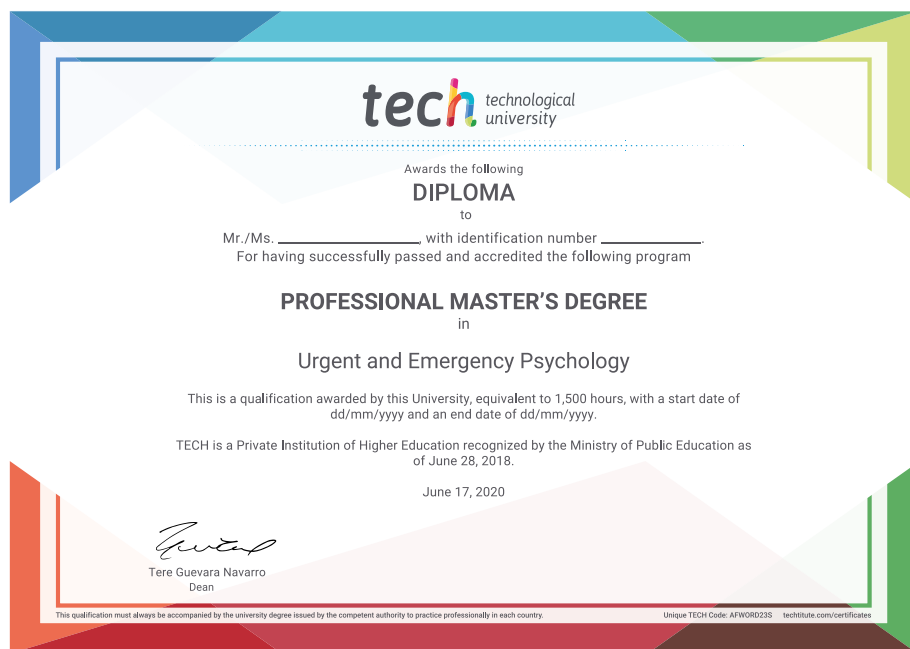 tech technological
university
Awards the following
DIPLOMA
to
Mr./Ms. ____________________, with identification number ______________.
For having successfully passed and accredited the following program
PROFESSIONAL MASTER'S DEGREE
in
Urgent and Emergency Psychology
This is a qualification awarded by this University, equivalent to 1,500 hours, with a start date of
dd/mm/yyyy and an end date of dd/mm/yyyy.
TECH is a Private Institution of Higher Education recognized by the Ministry of Public Education as
of June 28, 2018.
June 17, 2020
Tere Guevara Navarro
Dean
This qualification must always be accompanied by the university degree issued by the competent authority to practice professionally in each country.
Unique TECH Code: AFWORD23S techtitute.com/certificates